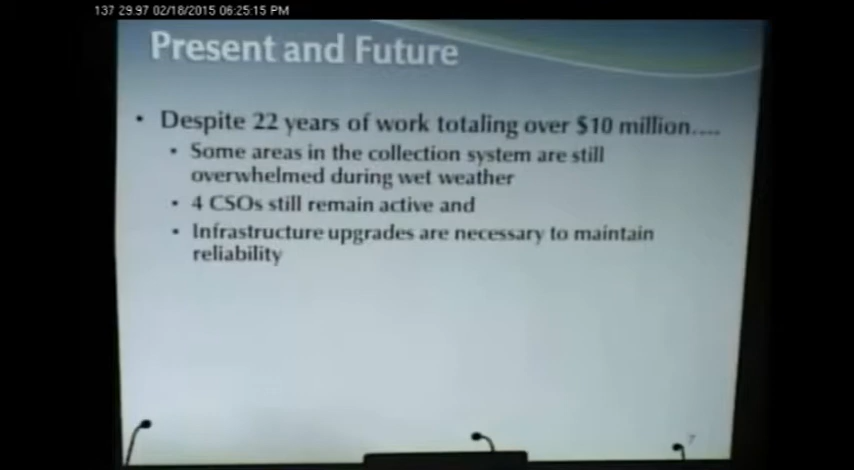 137 29.97 02/18/2015 06:25:15 PM
Present and Future
• Despite 22 years of work totaling over $10 million....
• Some areas in the collection system are still
overwhelmed during wet weather
• 4 CSOs still remain active and
• Infrastructure upgrades are necessary to maintain
reliability
7